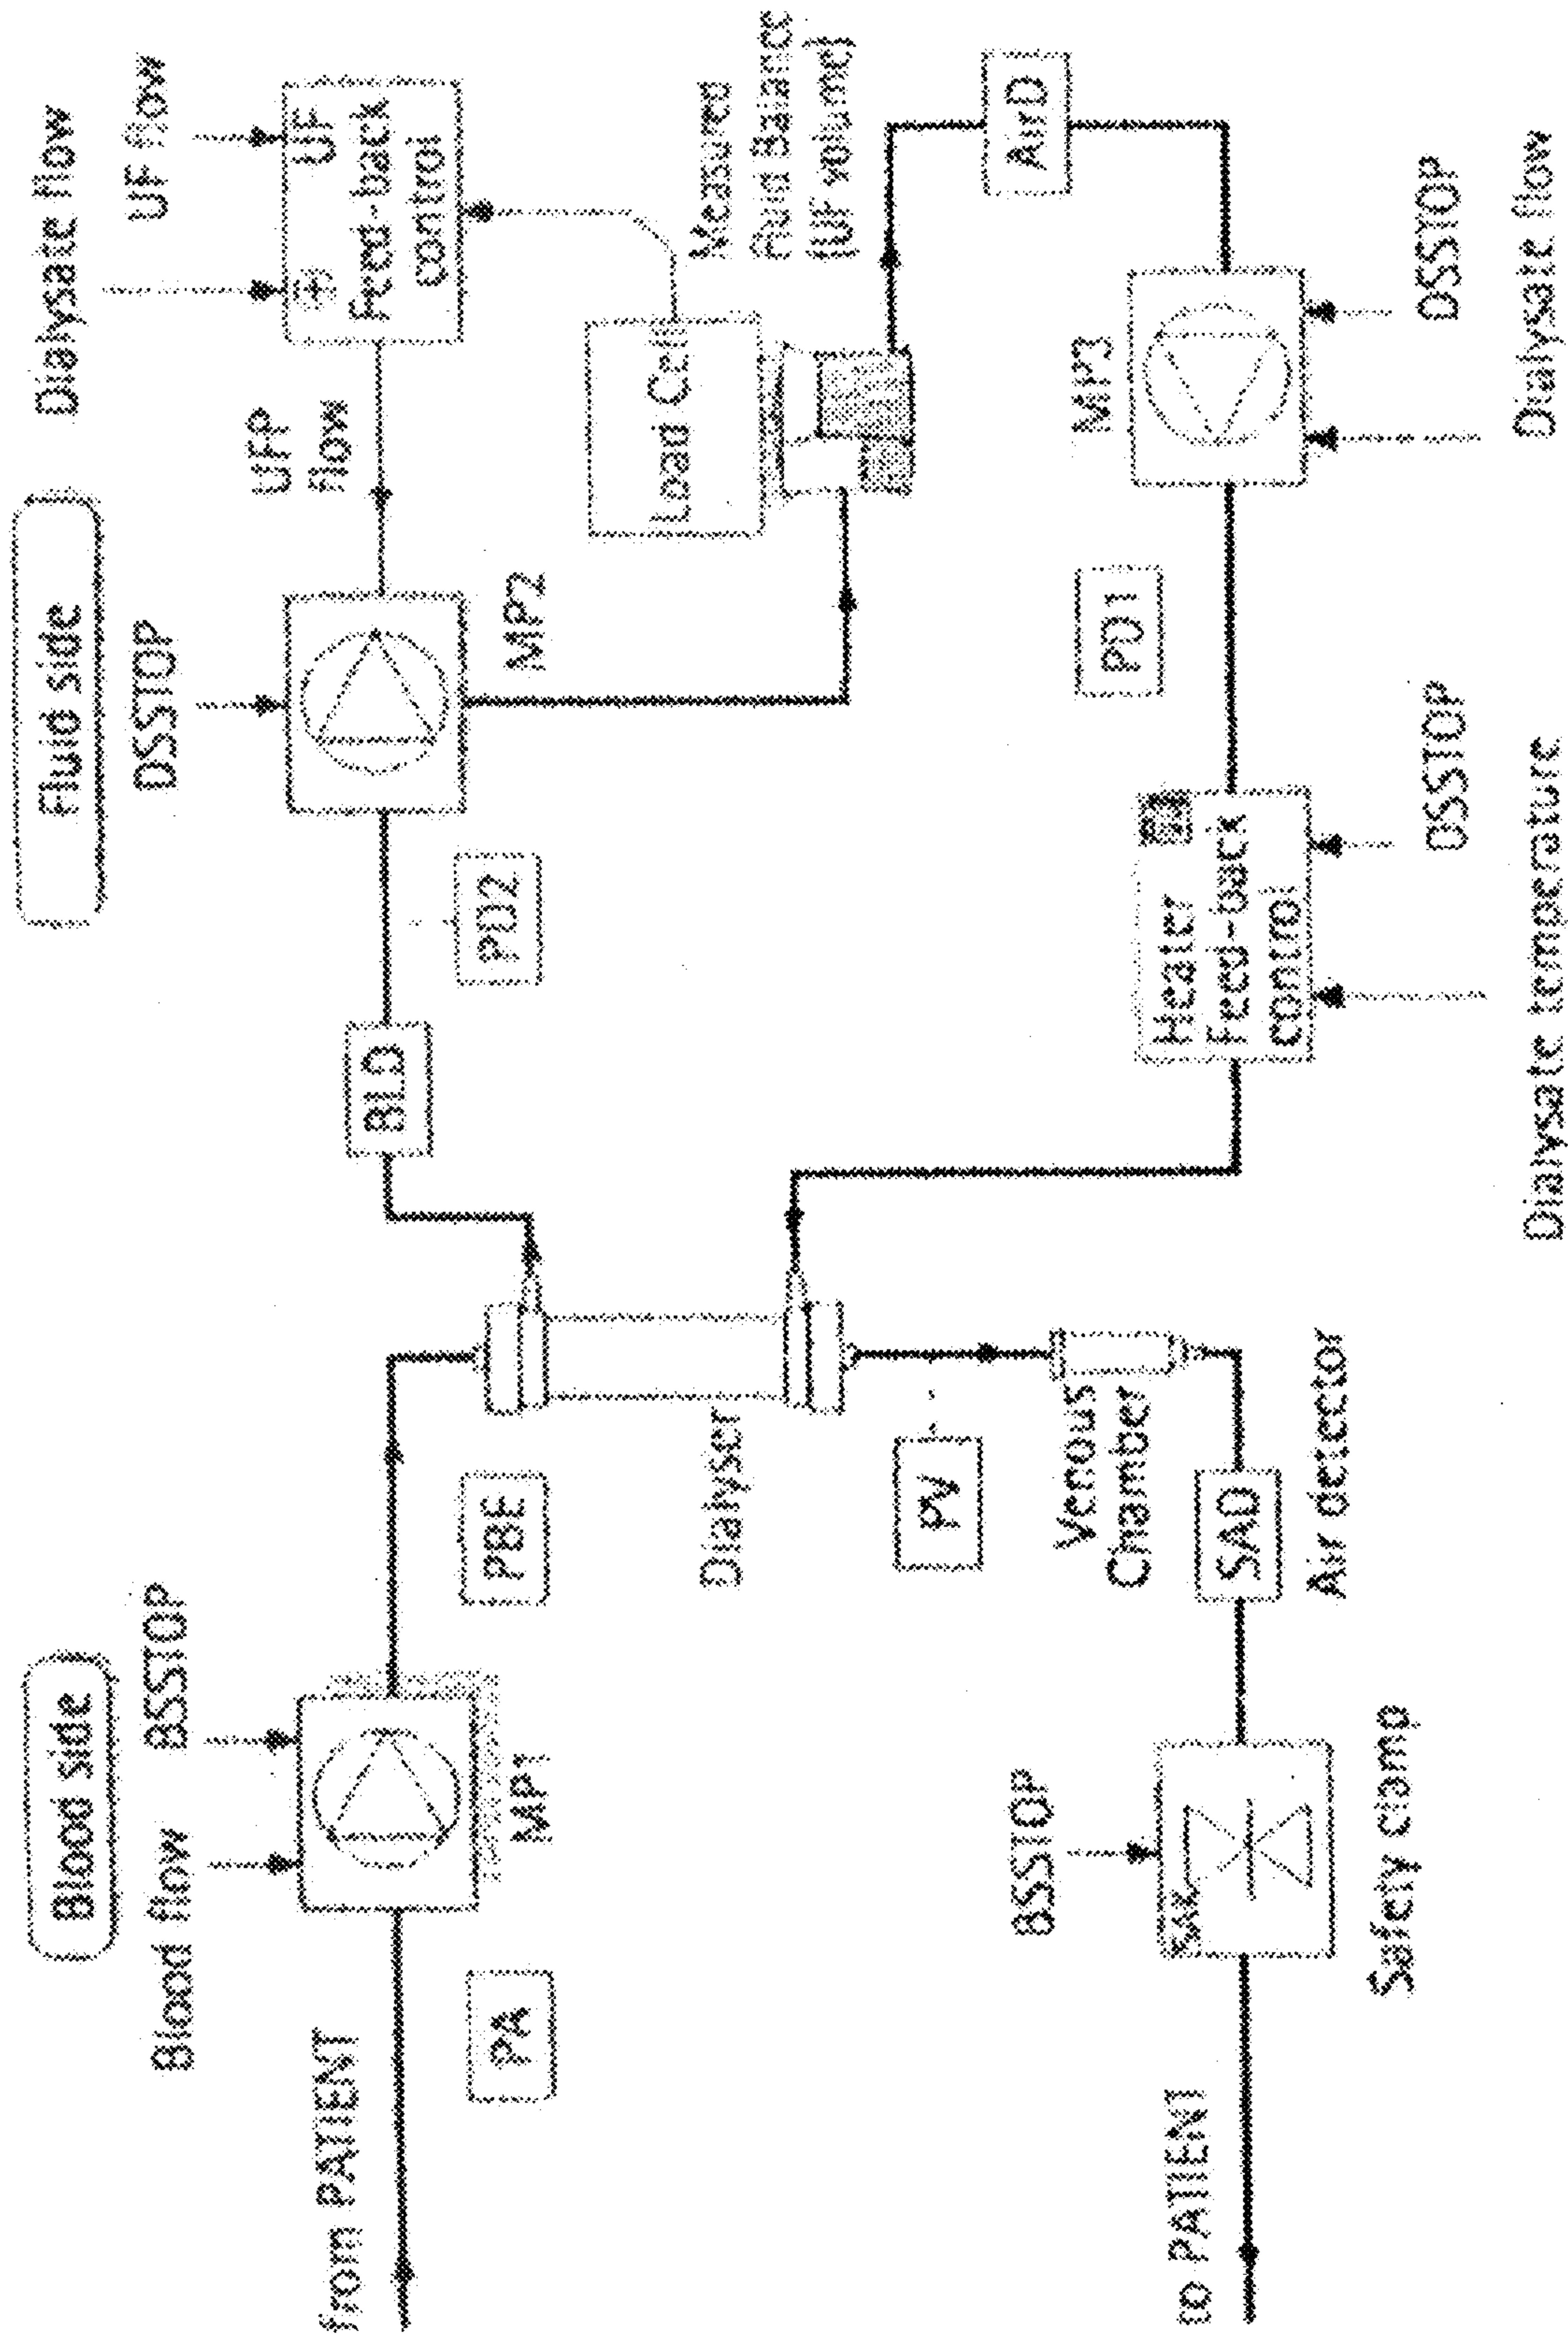 Blood side
Fluid side
Blood flow
BSSTOP
DSSTOP
Dialysate flow
UF flow
from PATIENT
UFP
flow
UF
Feed-back
control
MP1
PA
PBE
BLD
PD2
MP2
Load Cell
Measured
Fluid Balance
(UF volume)
Dialyser
AirD
PV
PD1
MP3
Venous
Chamber
BSSTOP
to PATIENT
SAK
SAD
Heater
Feed-back
control
Safety clamp
Air detector
DSSTOP
DSSTOP
Dialysate temperature
Dialysate flow